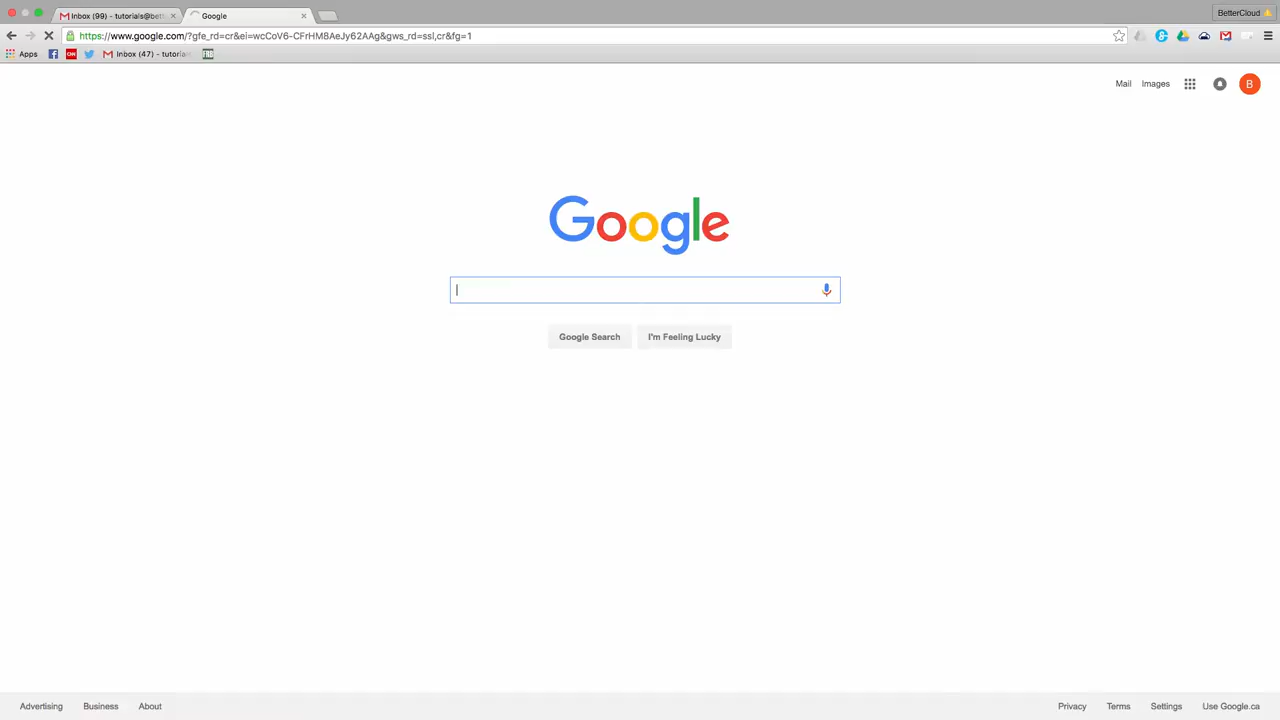 Inbox (99) - tutorials@bett
Google
BetterCloud
https://www.google.com/?gfe_rd=cr&ei=wcCoV6-CFrHM8AeJy62AAg&gws_rd=ssl,cr&fg=1
Apps
CNN
Inbox (47) - tutorial
Mail
Images
B
Google
Google Search
I'm Feeling Lucky
Advertising
Business
About
Privacy
Terms
Settings
Use Google.ca